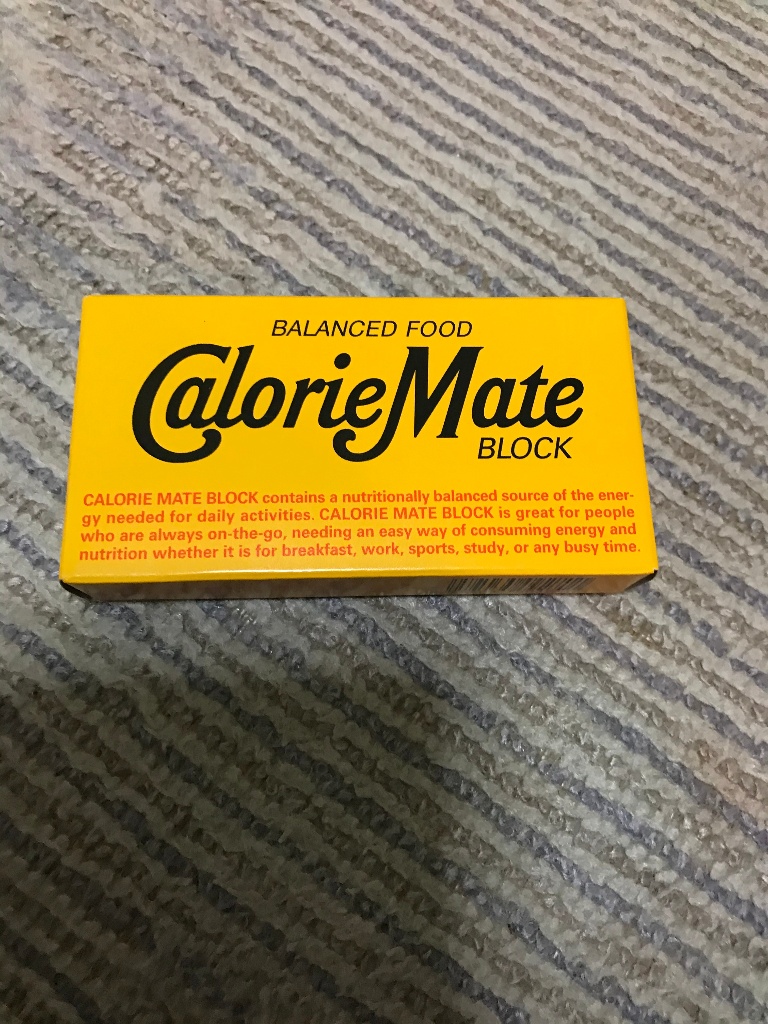 BALANCED FOOD
CalorieMate
BLOCK
CALORIE MATE BLOCK contains a nutritionally balanced source of the ener-
gy needed for daily activities. CALORIE MATE BLOCK is great for people
who are always on-the-go, needing an easy way of consuming energy and
nutrition whether it is for breakfast, work, sports, study, or any busy time.